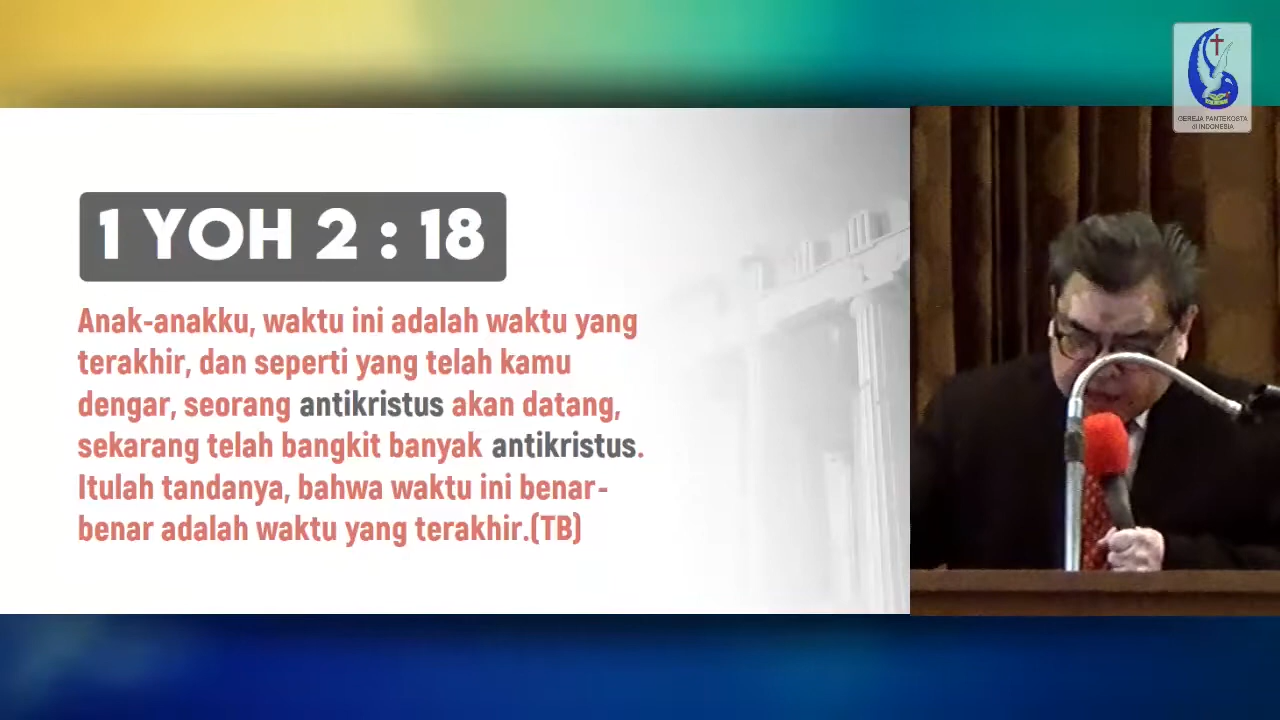 1 YOH 2 : 18
Anak-anakku, waktu ini adalah waktu yang
terakhir, dan seperti yang telah kamu
dengar, seorang antikristus akan datang,
sekarang telah bangkit banyak antikristus.
Itulah tandanya, bahwa waktu ini benar-
benar adalah waktu yang terakhir.(TB)
GEREJA PANTEKOSTA
di INDONESIA